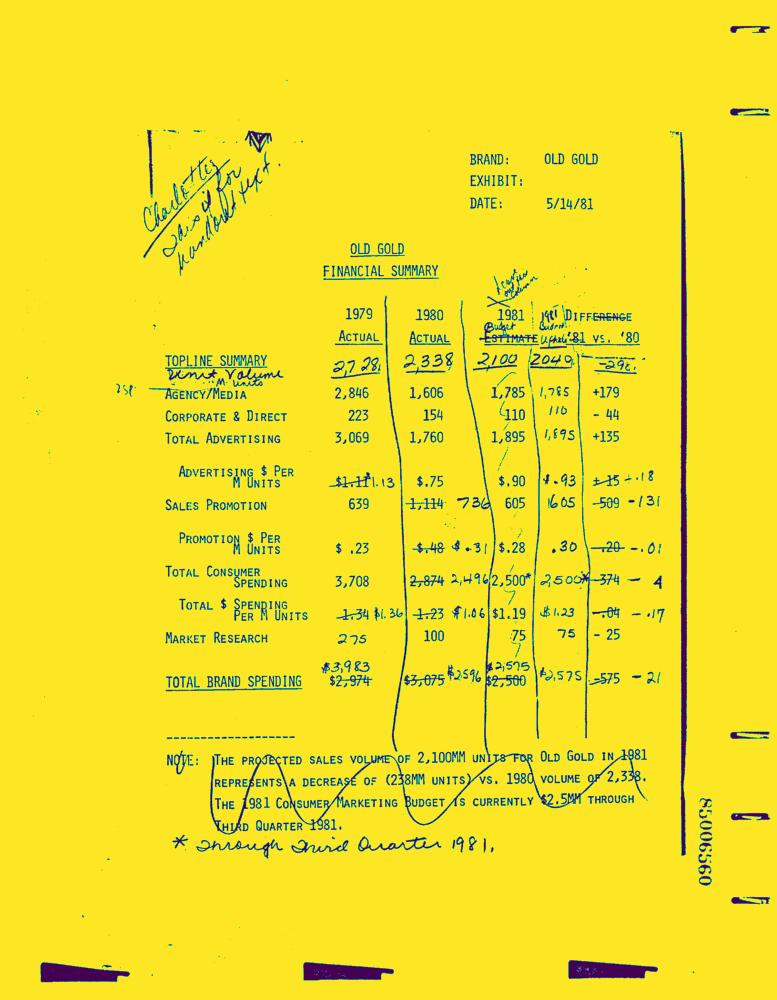 BRAND: OLD GOLD
EXHIBIT:
DATE: 5/14/81
Charlotte
Save it for
hundred text.
OLD GOLD
FINANCIAL SUMMARY
1979 1980 1981 1981 DIFFERENCE
ACTUAL ACTUAL Budget ESTIMATE '81 VS. '80
TOPLINE SUMMARY 2,728 2,338 2,100 2040 -298
Unit Volume
M units
AGENCY/MEDIA 2,846 1,606 1,785 1,785 +179
CORPORATE & DIRECT 223 154 110 110 - 44
TOTAL ADVERTISING 3,069 1,760 1,895 1,895 +135
ADVERTISING $ PER
M UNITS $1.11 1.13 $.75 $.90 $.93 + 15 +.18
SALES PROMOTION 639 1,114 736 605 605 -509 -131
PROMOTION $ PER
M UNITS $ .23 $.48 $.31 $.28 .30 -.20 -.01
TOTAL CONSUMER
SPENDING 3,708 2,874 2,496 2,500* 2,500* -374 - 4
TOTAL $ SPENDING
PER M UNITS 1.34 $1.36 1.23 $1.06 $1.19 $1.23 -.04 -.17
MARKET RESEARCH 275 100 75 75 - 25
$3,983 $2,575
TOTAL BRAND SPENDING $2,974 $3,075 $2,596 $2,500 $2,575 -575 - 21
NOTE: THE PROJECTED SALES VOLUME OF 2,100MM UNITS FOR OLD GOLD IN 1981
REPRESENTS A DECREASE OF (238MM UNITS) VS. 1980 VOLUME OF 2,338.
THE 1981 CONSUMER MARKETING BUDGET IS CURRENTLY $2.5MM THROUGH
THIRD QUARTER 1981.
* Through Third Quarter 1981.
85006560